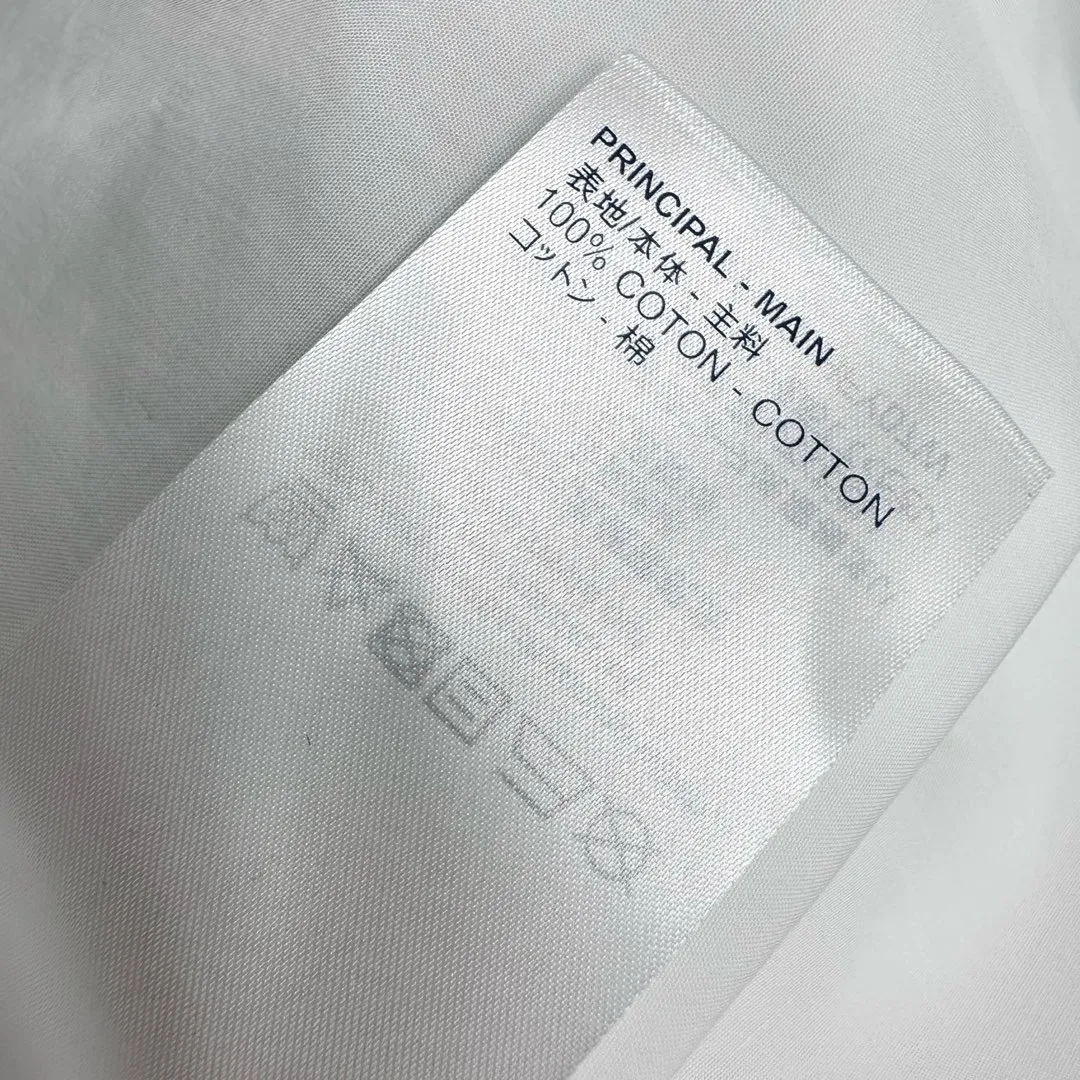 PRINCIPAL - MAIN
表地/本体 - 主料
100% COTON - COTTON
コットン - 棉